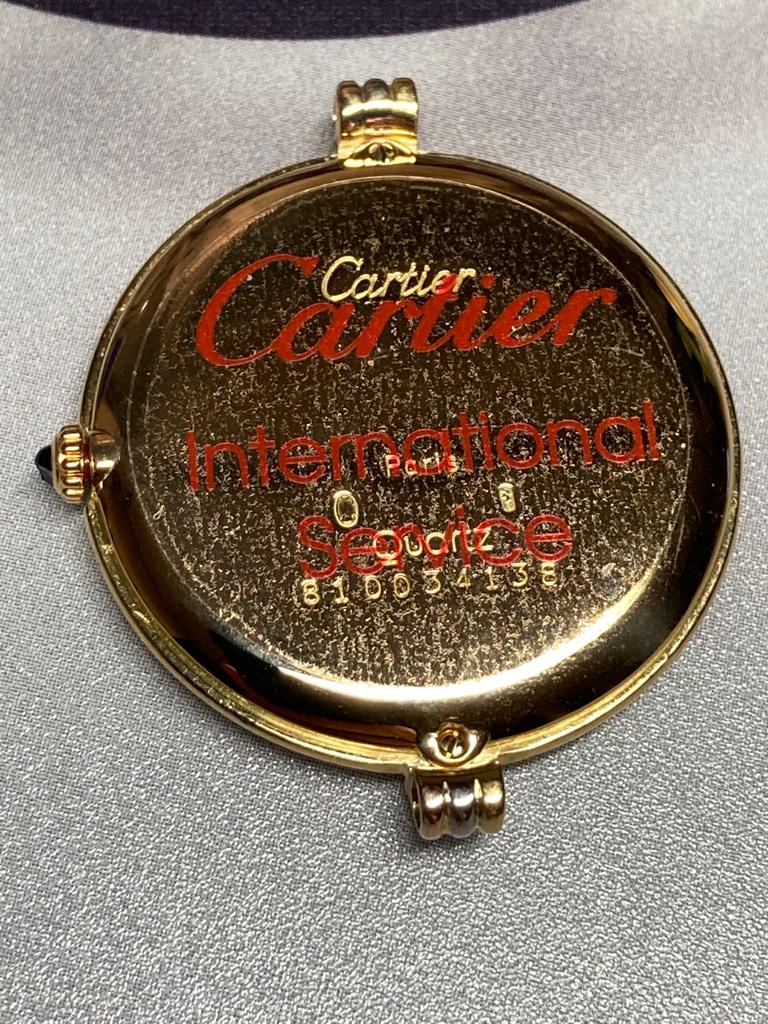 Cartier
Cartier
International
Paris
Service
Quartz
810034138